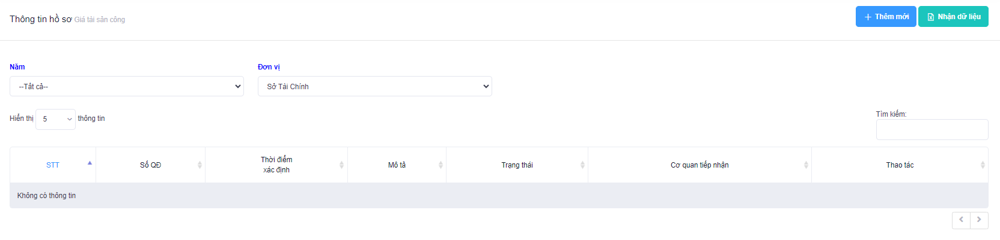 Thông tin hồ sơ Giá tài sản công
Thêm mới
Nhận dữ liệu
Năm
Đơn vị
--Tất cả--
Sở Tài Chính
Hiển thị 5 thông tin
Tìm kiếm:
STT
Số QĐ
Thời điểm
xác định
Mô tả
Trạng thái
Cơ quan tiếp nhận
Thao tác
Không có thông tin